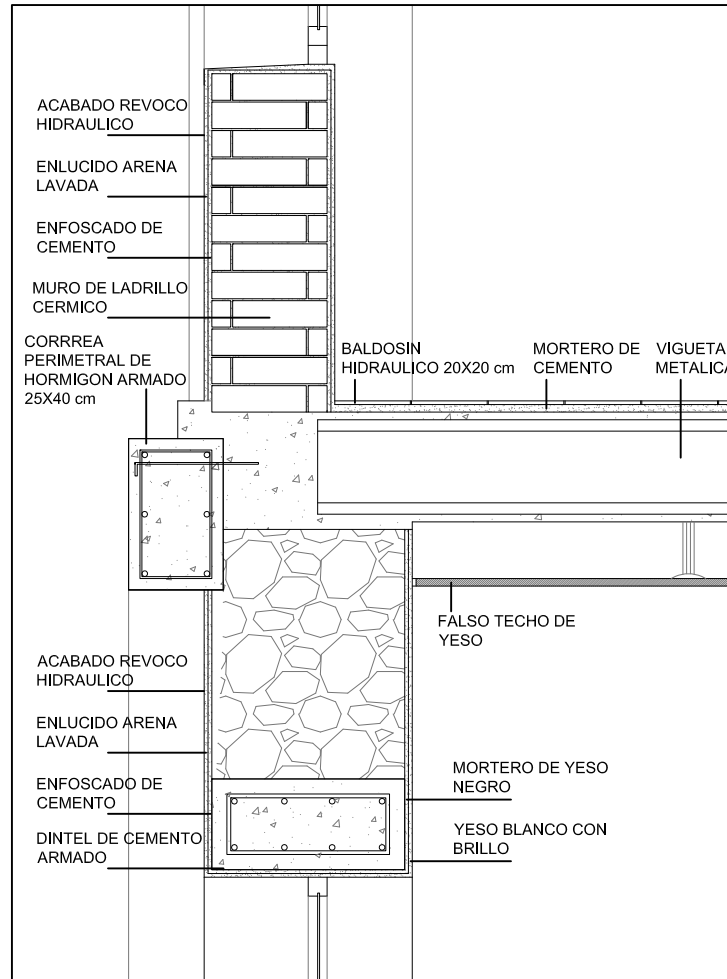 ACABADO REVOCO
HIDRAULICO
ENLUCIDO ARENA
LAVADA
ENFOSCADO DE
CEMENTO
MURO DE LADRILLO
CERMICO
CORRREA
PERIMETRAL DE
HORMIGON ARMADO
25X40 cm
BALDOSIN
HIDRAULICO 20X20 cm
MORTERO DE
CEMENTO
VIGUETA
METALICA
FALSO TECHO DE
YESO
ACABADO REVOCO
HIDRAULICO
ENLUCIDO ARENA
LAVADA
ENFOSCADO DE
CEMENTO
DINTEL DE CEMENTO
ARMADO
MORTERO DE YESO
NEGRO
YESO BLANCO CON
BRILLO